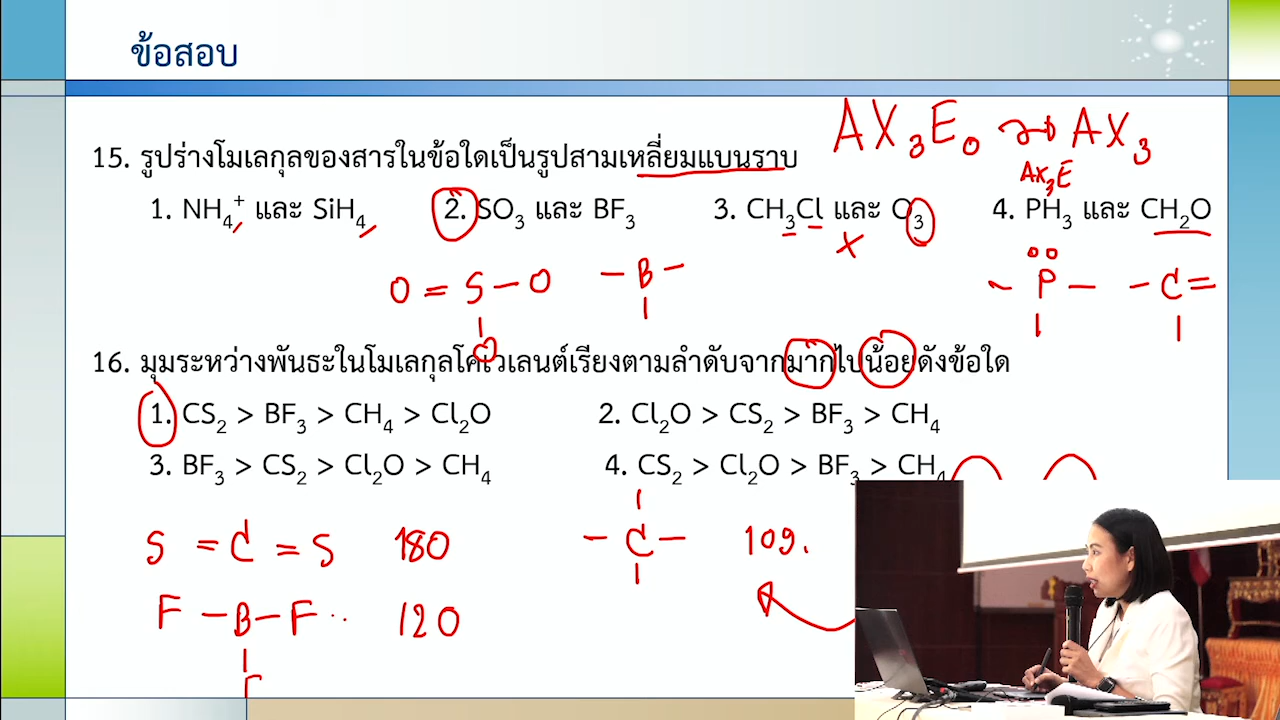 ข้อสอบ
AX₃E₀ AX₃
15. รูปร่างโมเลกุลของสารในข้อใดเป็นรูปสามเหลี่ยมแบนราบ
AX₃E
1. NH₄⁺ และ SiH₄ 2. SO₃ และ BF₃ 3. CH₃Cl และ O₃ 4. PH₃ และ CH₂O
O = S – O – B – – P – – C =
O
16. มุมระหว่างพันธะในโมเลกุลโคเวเลนต์เรียงตามลำดับจากมากไปน้อยดังข้อใด
1. CS₂ > BF₃ > CH₄ > Cl₂O 2. Cl₂O > CS₂ > BF₃ > CH₄
3. BF₃ > CS₂ > Cl₂O > CH₄ 4. CS₂ > Cl₂O > BF₃ > CH₄
S = C = S 180 – C – 109.
F – B – F .. 120
F